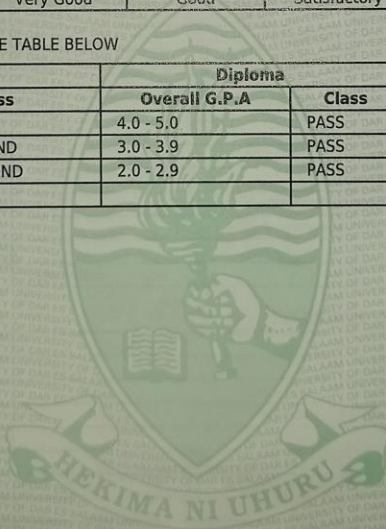 Very Good Good Satisfactory
E TABLE BELOW
Diploma
ss Overall G.P.A Class
4.0 - 5.0 PASS
ND 3.0 - 3.9 PASS
ND 2.0 - 2.9 PASS
HEKIMA NI UHURU